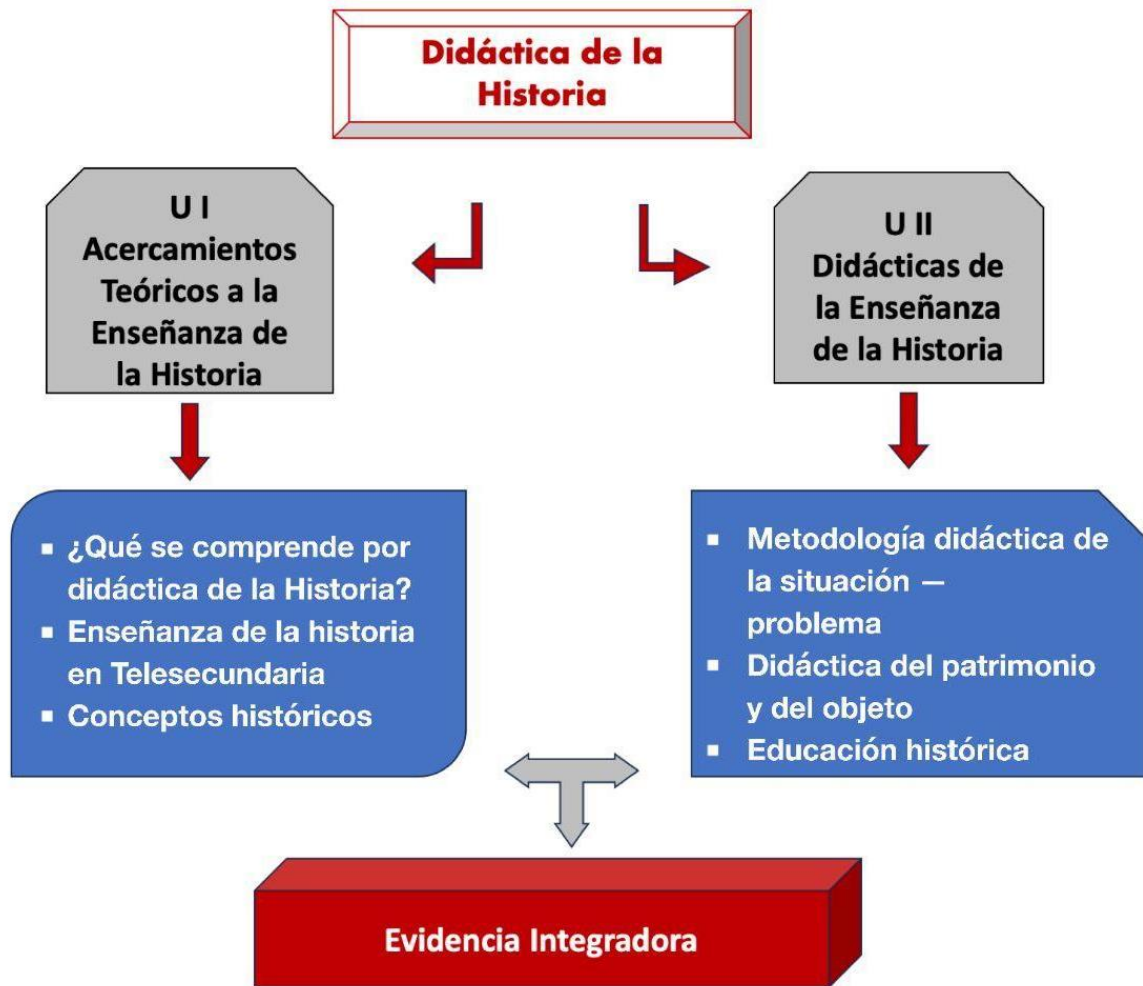 Didáctica de la
Historia
U I
Acercamientos
Teóricos a la
Enseñanza de
la Historia
U II
Didácticas de
la Enseñanza
de la Historia
▪ ¿Qué se comprende por
didáctica de la Historia?
▪ Enseñanza de la historia
en Telesecundaria
▪ Conceptos históricos
▪ Metodología didáctica de
la situación —
problema
▪ Didáctica del patrimonio
y del objeto
▪ Educación histórica
Evidencia Integradora